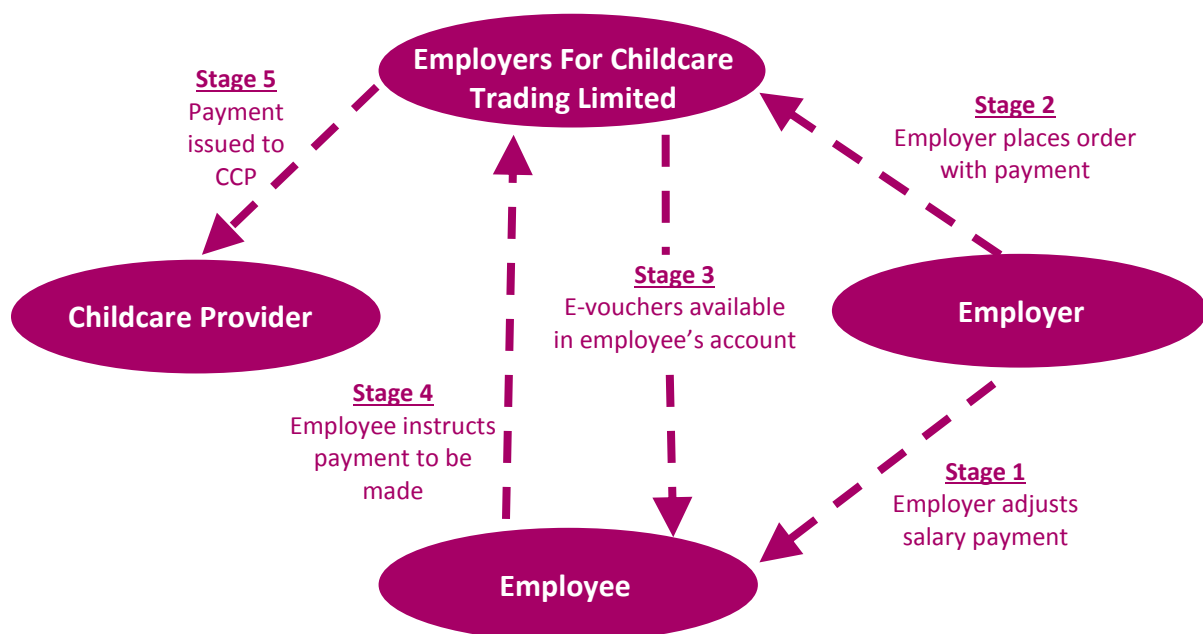 Employers For Childcare
Trading Limited
Stage 5
Payment
issued to
CCP
Stage 2
Employer places order
with payment
Childcare Provider
Stage 3
E-vouchers available
in employee’s account
Employer
Stage 4
Employee instructs
payment to be
made
Stage 1
Employer adjusts
salary payment
Employee